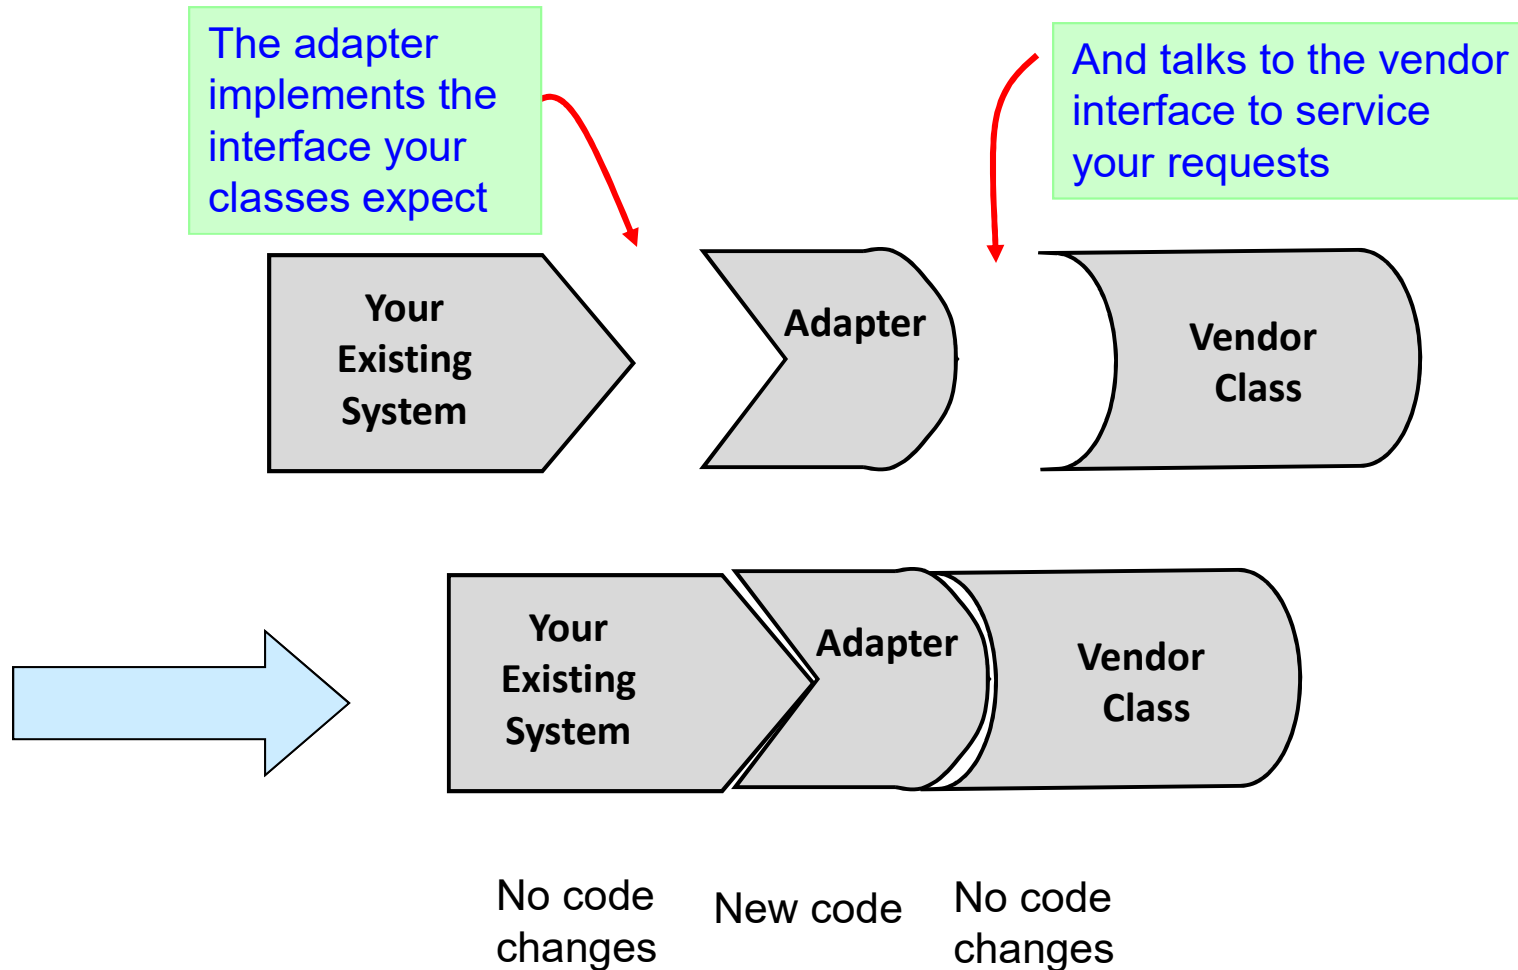 The adapter
implements the
interface your
classes expect
And talks to the vendor
interface to service
your requests
Your
Existing
System
Adapter
Vendor
Class
Your
Existing
System
Adapter
Vendor
Class
No code
changes
New code
No code
changes